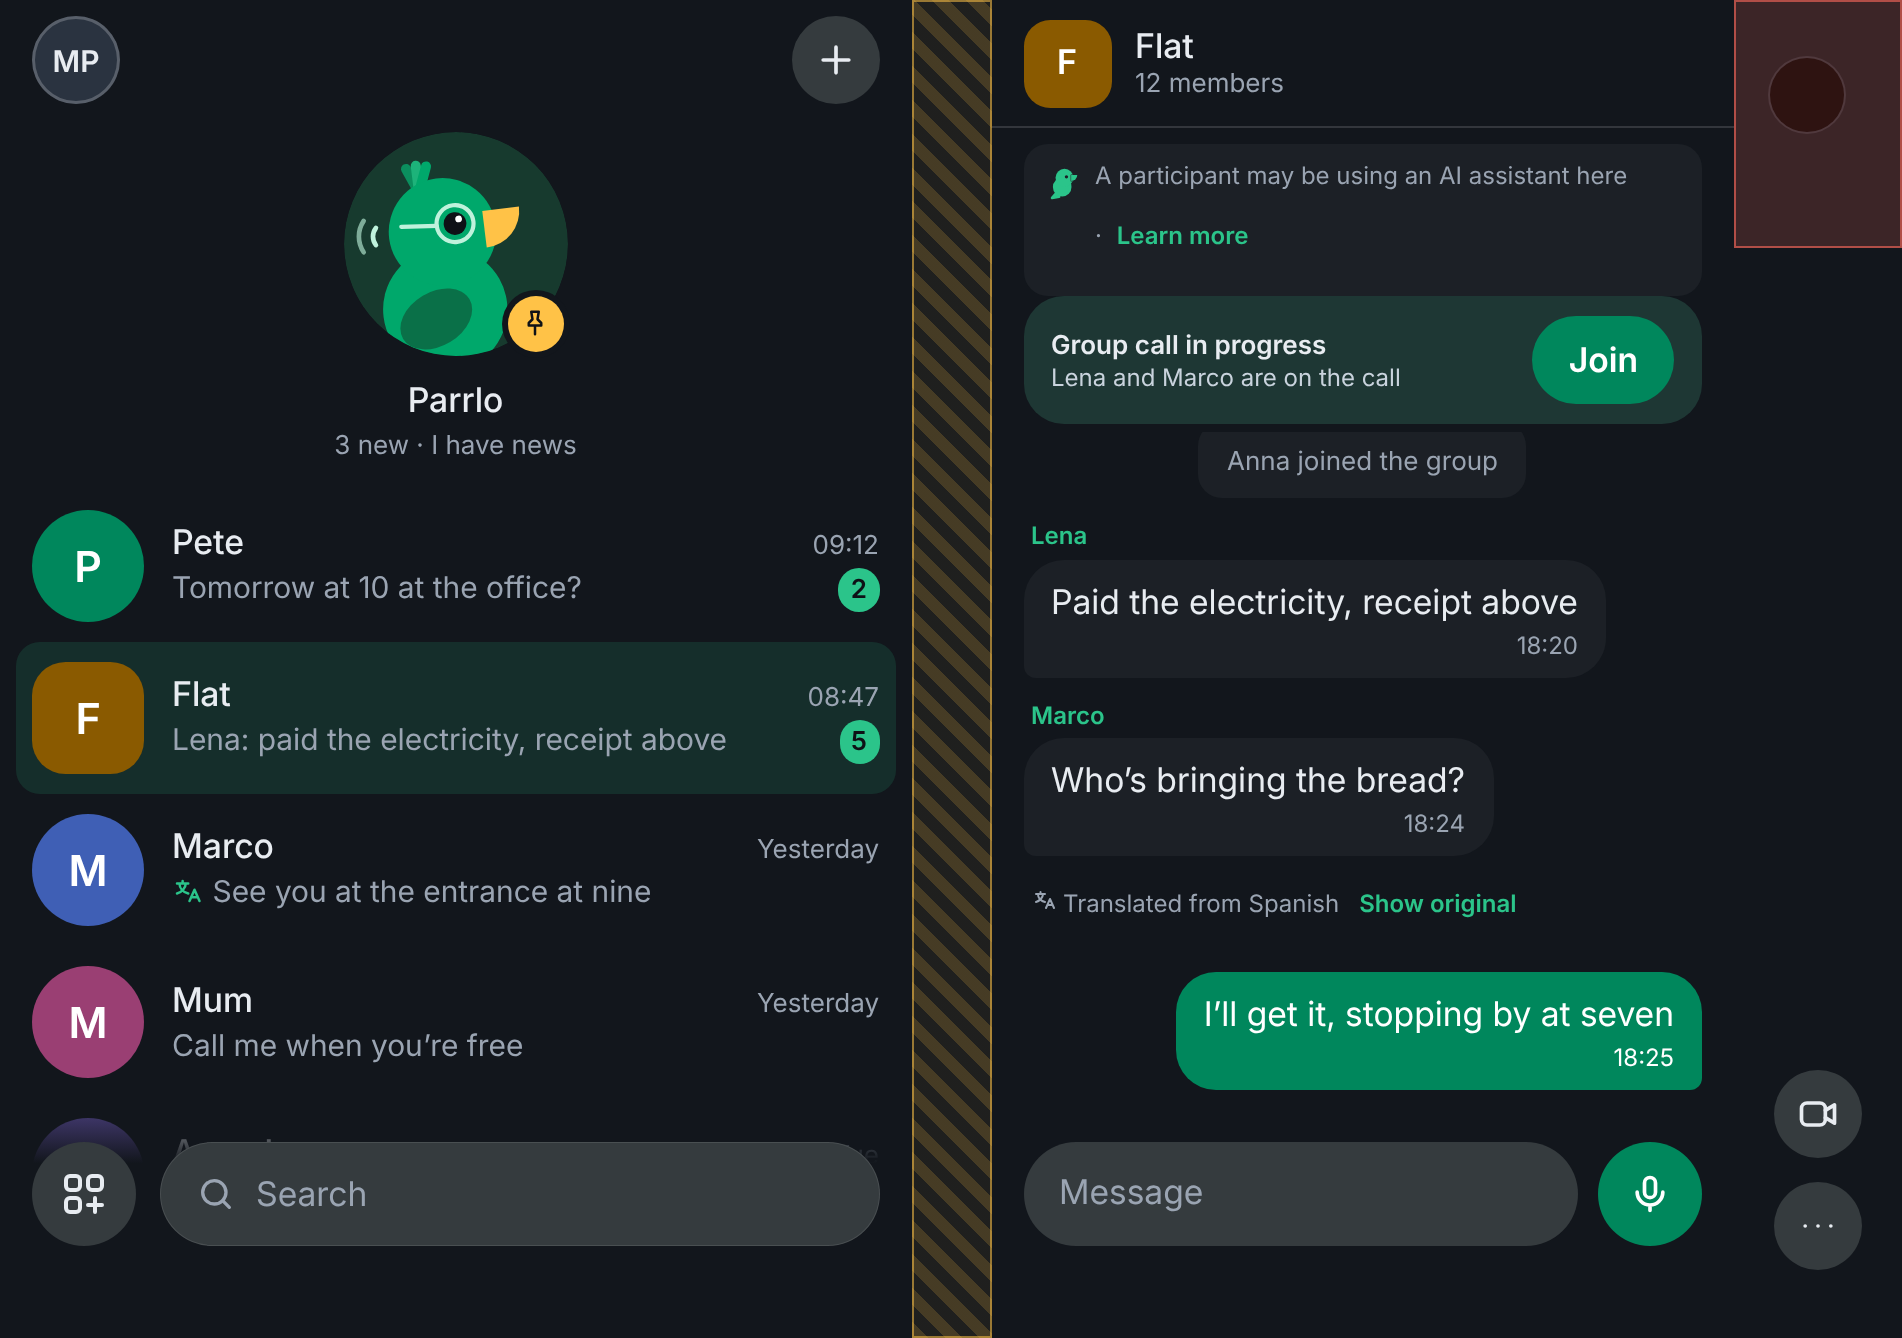 MP
Parrlo
3 new · I have news
P
Pete
09:12
Tomorrow at 10 at the office?
2
F
Flat
08:47
Lena: paid the electricity, receipt above
5
M
Marco
Yesterday
See you at the entrance at nine
M
Mum
Yesterday
Call me when you’re free
Search
F
Flat
12 members
A participant may be using an AI assistant here
· Learn more
Group call in progress
Lena and Marco are on the call
Join
Anna joined the group
Lena
Paid the electricity, receipt above
18:20
Marco
Who’s bringing the bread?
18:24
Translated from Spanish Show original
I’ll get it, stopping by at seven
18:25
Message